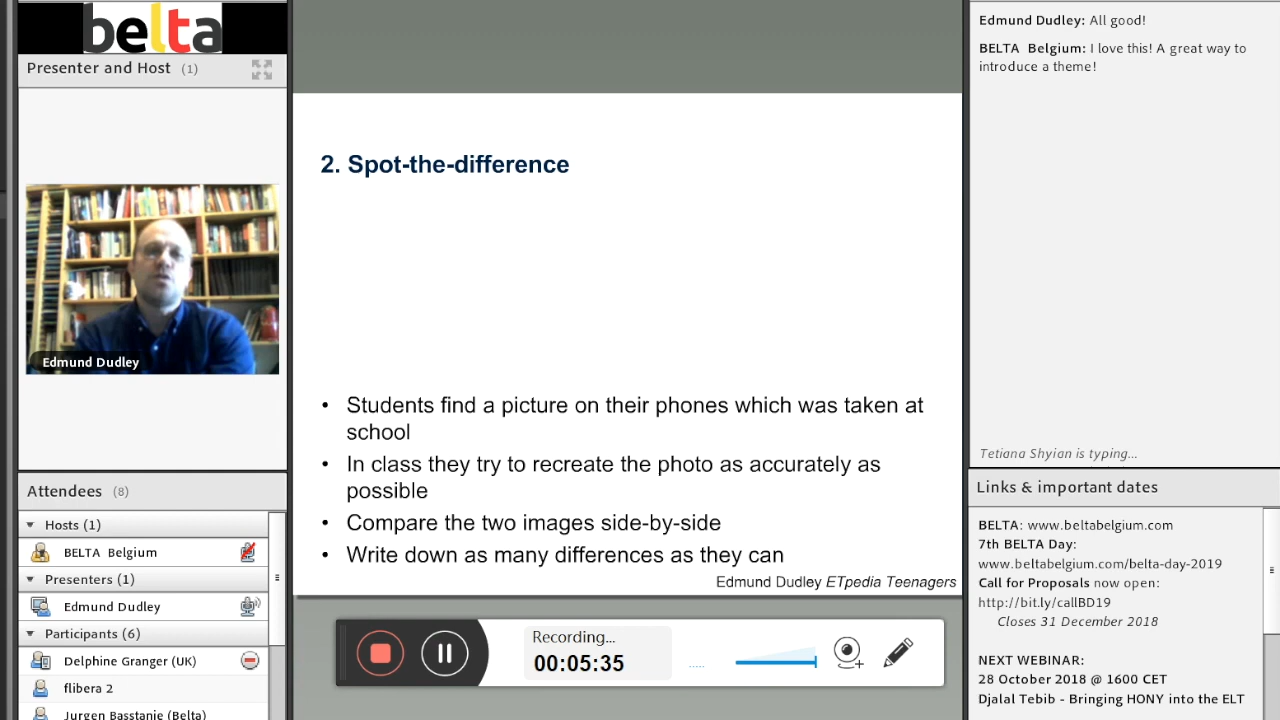 belta
Presenter and Host (1)
Edmund Dudley
Attendees (8)
Hosts (1)
BELTA Belgium
Presenters (1)
Edmund Dudley
Participants (6)
Delphine Granger (UK)
flibera 2
Jurgen Basstanie (Belta)
2. Spot-the-difference
• Students find a picture on their phones which was taken at
school
• In class they try to recreate the photo as accurately as
possible
• Compare the two images side-by-side
• Write down as many differences as they can
Edmund Dudley ETpedia Teenagers
Recording...
00:05:35
Edmund Dudley: All good!
BELTA Belgium: I love this! A great way to
introduce a theme!
Tetiana Shyian is typing...
Links & important dates
BELTA: www.beltabelgium.com
7th BELTA Day:
www.beltabelgium.com/belta-day-2019
Call for Proposals now open:
http://bit.ly/callBD19
Closes 31 December 2018
NEXT WEBINAR:
28 October 2018 @ 1600 CET
Djalal Tebib - Bringing HONY into the ELT